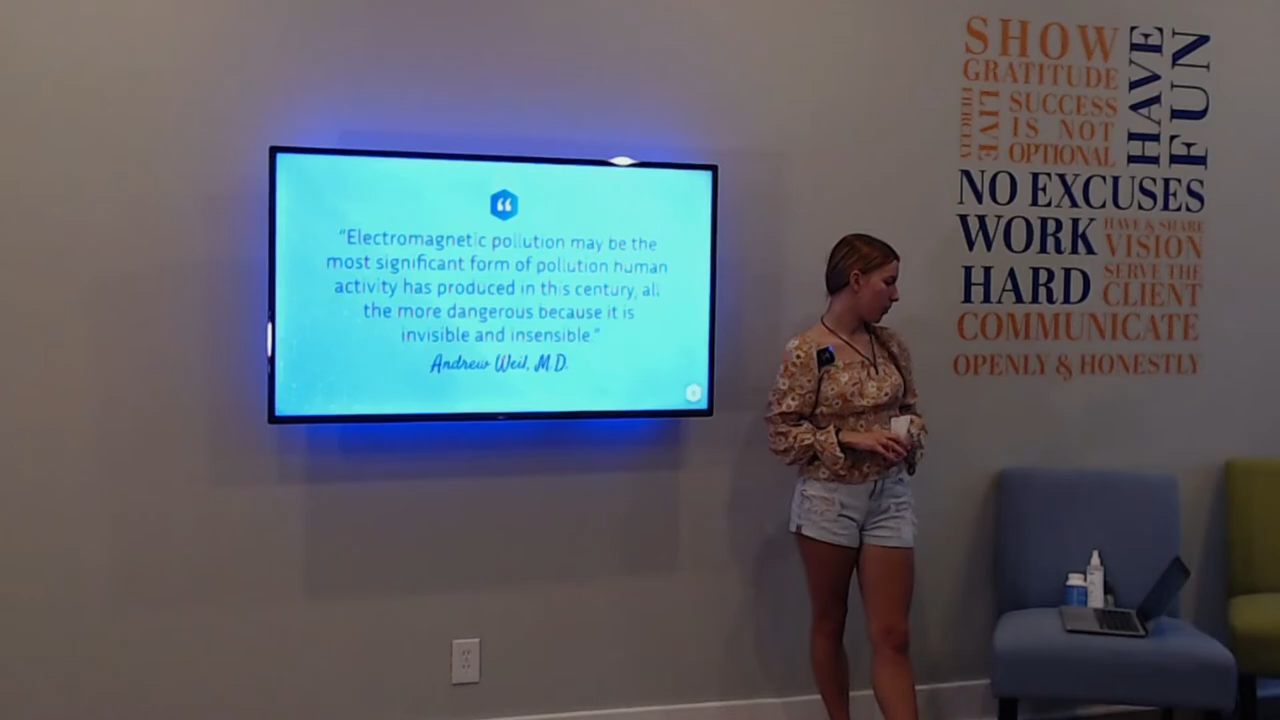 “Electromagnetic pollution may be the
most significant form of pollution human
activity has produced in this century, all
the more dangerous because it is
invisible and insensible.”
Andrew Weil, M.D.
SHOW
GRATITUDE
LIVE
FIERCELY
SUCCESS
IS NOT
OPTIONAL
HAVE
FUN
NO EXCUSES
WORK
HARD
HAVE & SHARE
VISION
SERVE THE
CLIENT
COMMUNICATE
OPENLY & HONESTLY